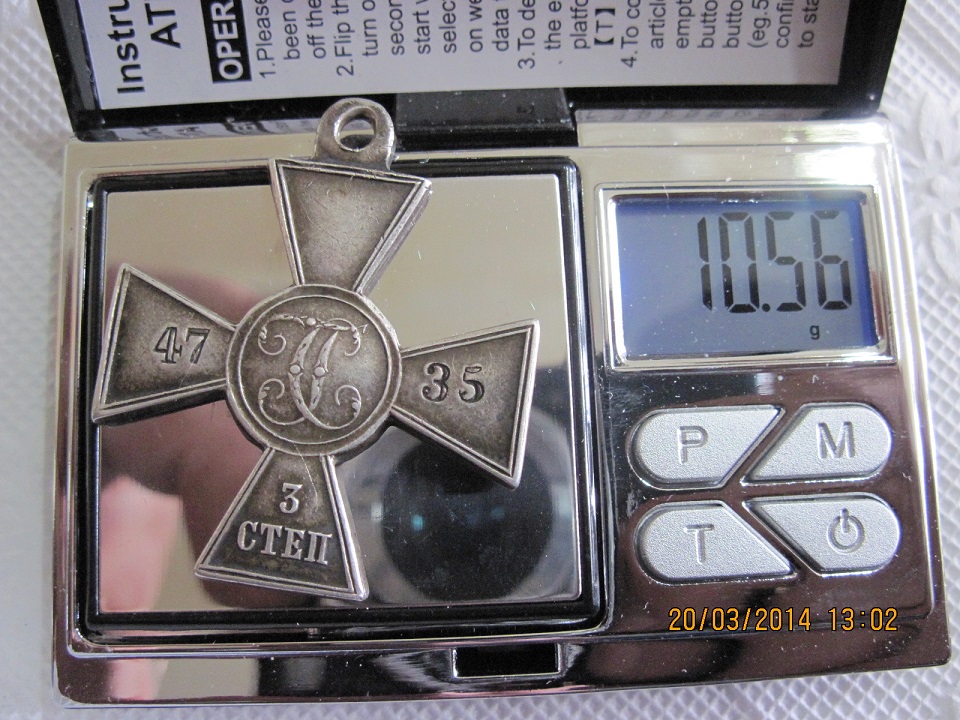 Instru
AT
OPER
1.Please
been
off the
2.Flip th
turn o
secon
start
selec
on we
data
3.To de
the e
platfo
【T】
4.To co
article
empt
butto
butto
(eg.5
confi
to sta
10.56
g
47
35
3
СТЕП
P
M
T
20/03/2014 13:02